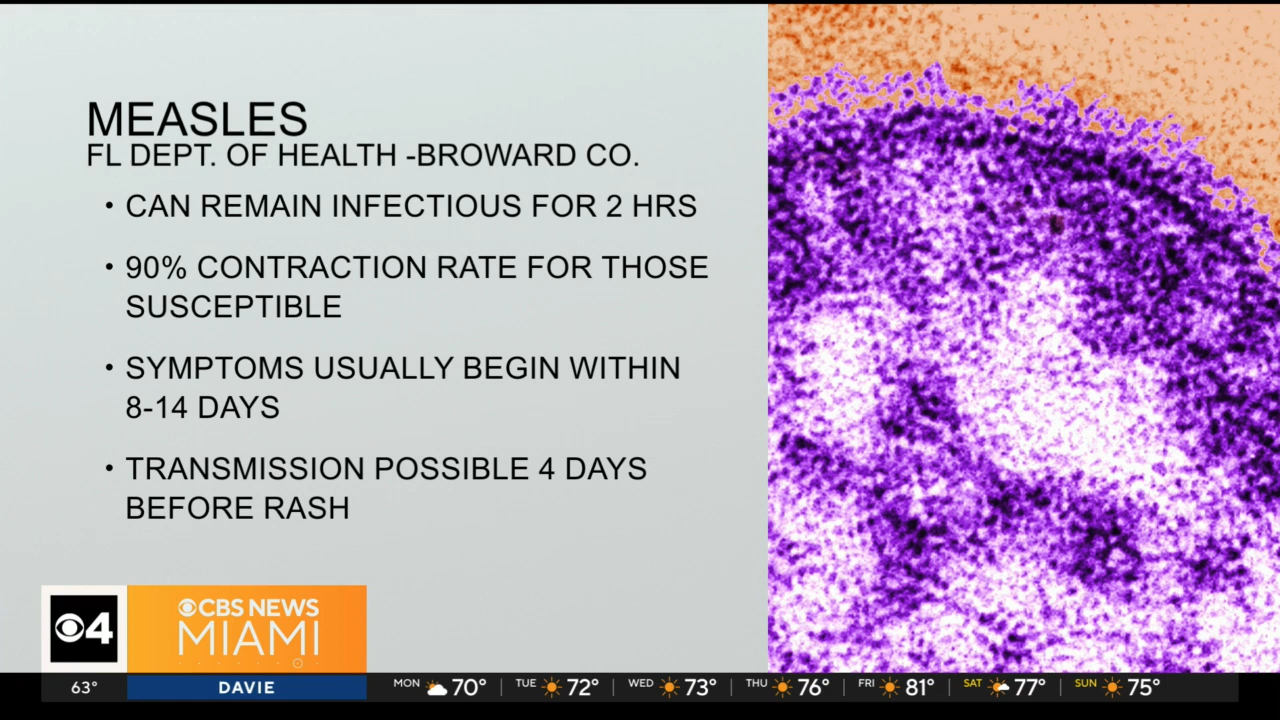 MEASLES
FL DEPT. OF HEALTH -BROWARD CO.
• CAN REMAIN INFECTIOUS FOR 2 HRS
• 90% CONTRACTION RATE FOR THOSE
SUSCEPTIBLE
• SYMPTOMS USUALLY BEGIN WITHIN
8-14 DAYS
• TRANSMISSION POSSIBLE 4 DAYS
BEFORE RASH
4
CBS NEWS
MIAMI
63° DAVIE MON 70° TUE 72° WED 73° THU 76° FRI 81° SAT 77° SUN 75°